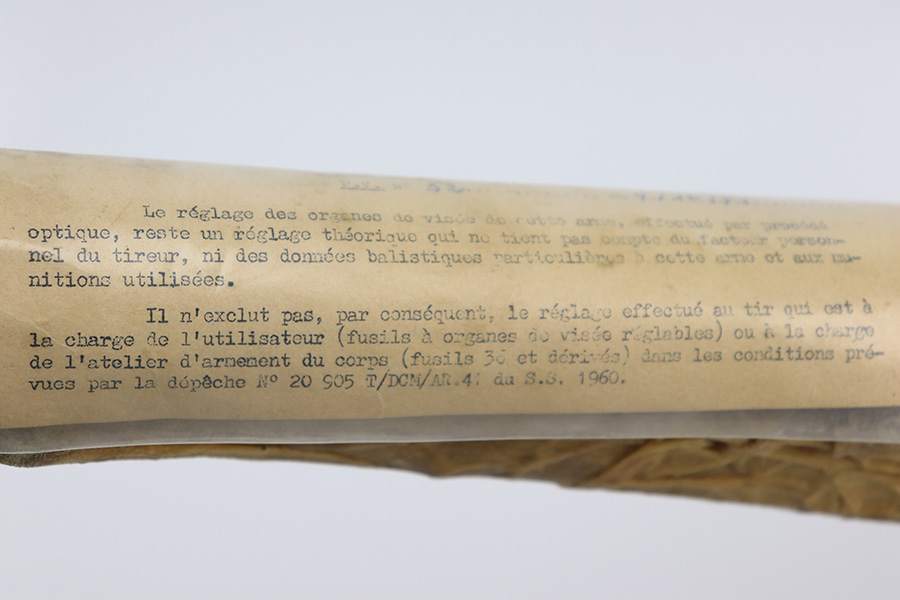 Le réglage des organes de visée de cette arme, effectué par procédé
optique, reste un réglage théorique qui ne tient pas compte du facteur person-
nel du tireur, ni des données balistiques particulières à cette arme et aux mu-
nitions utilisées.
Il n'exclut pas, par conséquent, le réglage effectué au tir qui est à
la charge de l'utilisateur (fusils à organes de visée réglables) ou à la charge
de l'atelier d'armement du corps (fusils 36 et dérivés) dans les conditions pré-
vues par la dépêche N° 20 905 T/DCM/AR.4 du S.S. 1960.